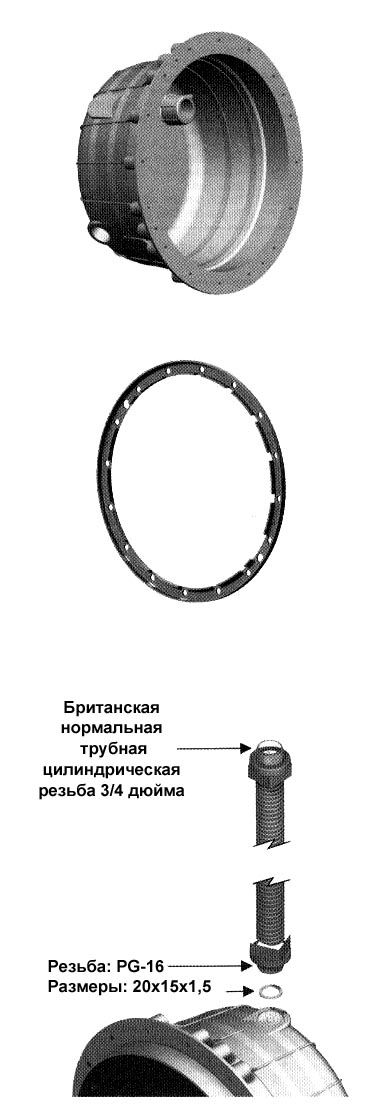 Британская
нормальная
трубная
цилиндрическая
резьба 3/4 дюйма
Резьба: PG-16
Размеры: 20x15x1,5